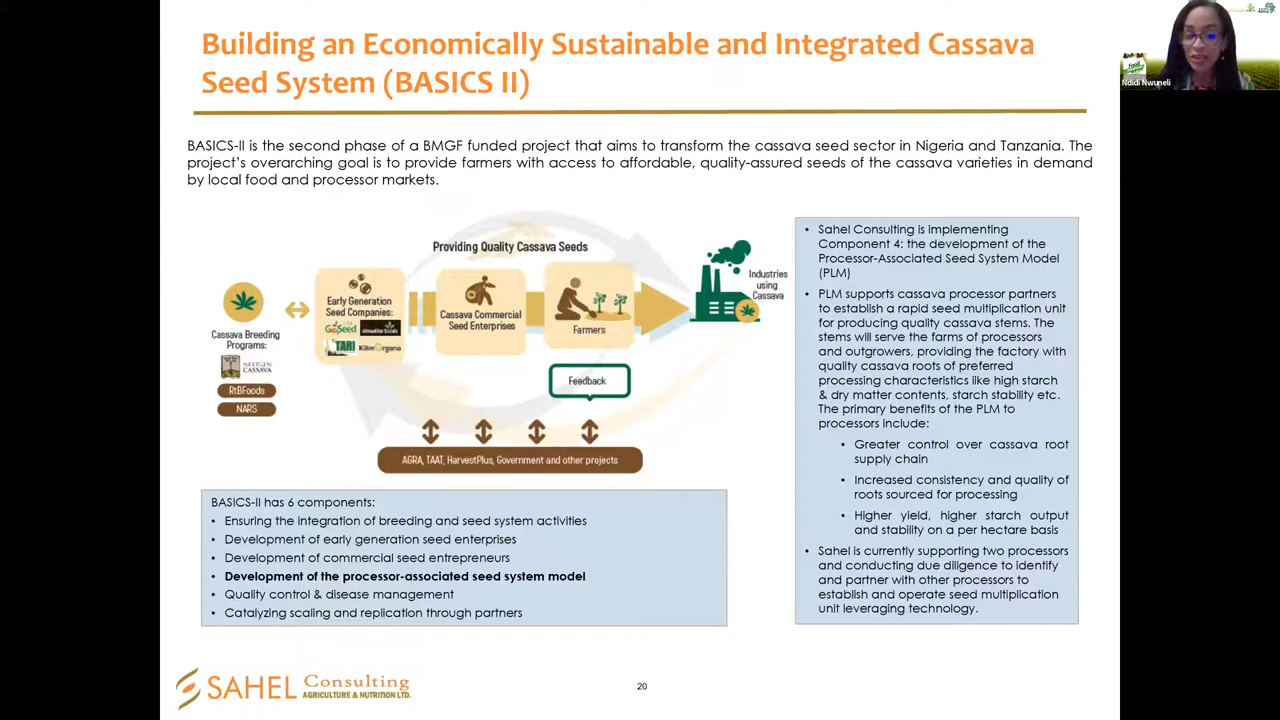 Building an Economically Sustainable and Integrated Cassava
Seed System (BASICS II)
BASICS-II is the second phase of a BMGF funded project that aims to transform the cassava seed sector in Nigeria and Tanzania. The
project's overarching goal is to provide farmers with access to affordable, quality-assured seeds of the cassava varieties in demand
by local food and processor markets.
Providing Quality Cassava Seeds
Cassava Breeding
Programs:
NEXTGEN
CASSAVA
RtBFoods
NARS
Early Generation
Seed Companies:
GoSeed
Umudike Seeds
TARI
KilimOrgano
Cassava Commercial
Seed Enterprises
Farmers
Industries
using
Cassava
Feedback
AGRA, TAAT, HarvestPlus, Government and other projects
BASICS-II has 6 components:
• Ensuring the integration of breeding and seed system activities
• Development of early generation seed enterprises
• Development of commercial seed entrepreneurs
• Development of the processor-associated seed system model
• Quality control & disease management
• Catalyzing scaling and replication through partners
• Sahel Consulting is implementing
Component 4: the development of the
Processor-Associated Seed System Model
(PLM)
• PLM supports cassava processor partners
to establish a rapid seed multiplication unit
for producing quality cassava stems. The
stems will serve the farms of processors
and outgrowers, providing the factory with
quality cassava roots of preferred
processing characteristics like high starch
& dry matter contents, starch stability etc.
The primary benefits of the PLM to
processors include:
• Greater control over cassava root
supply chain
• Increased consistency and quality of
roots sourced for processing
• Higher yield, higher starch output
and stability on a per hectare basis
• Sahel is currently supporting two processors
and conducting due diligence to identify
and partner with other processors to
establish and operate seed multiplication
unit leveraging technology.
SAHEL Consulting
AGRICULTURE & NUTRITION LTD.
20
Food
Ndidi Nwuneli